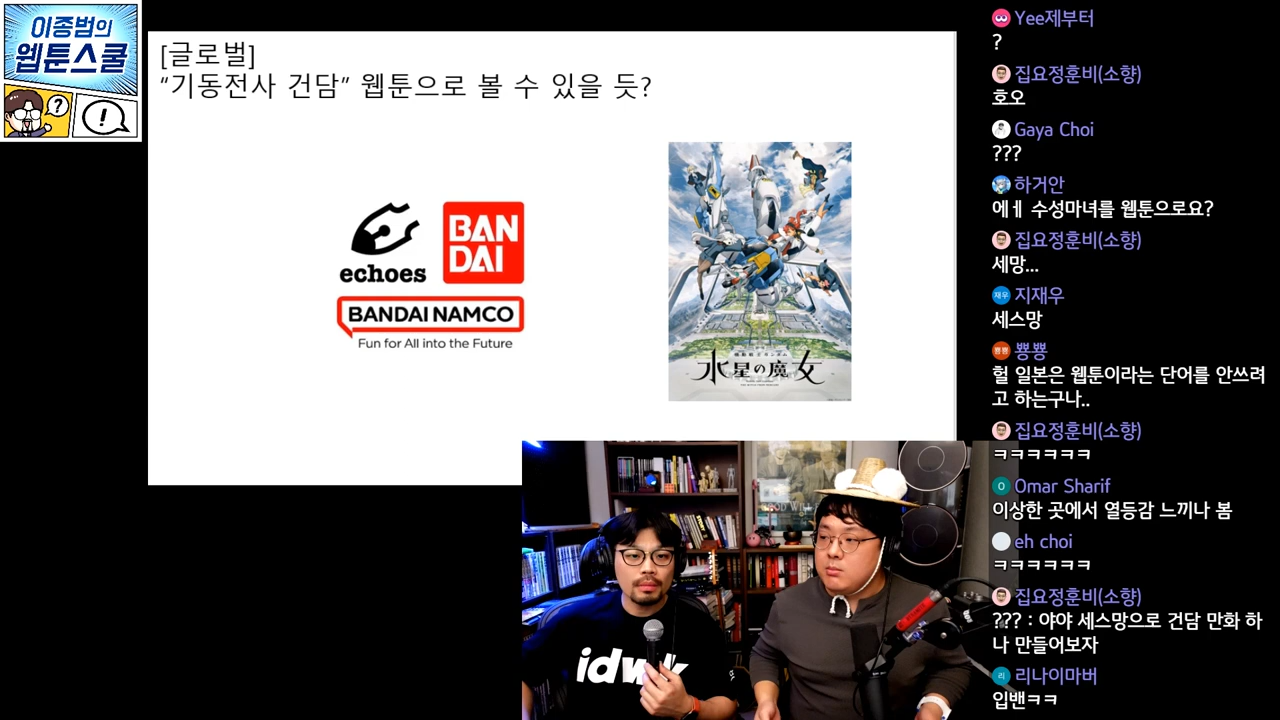 이종범의
웹툰스쿨
?
!
[글로벌]
“기동전사 건담” 웹툰으로 볼 수 있을 듯?
echoes
BAN
DAI
BANDAI NAMCO
Fun for All into the Future
水星の魔女
idw
Yee제부터
?
집요정훈비(소향)
호오
Gaya Choi
???
하거안
에ㅔ 수성마녀를 웹툰으로요?
집요정훈비(소향)
세망...
재우 지재우
세스망
뿅뿅 뿅뿅
헐 일본은 웹툰이라는 단어를 안쓰려
고 하는구나..
집요정훈비(소향)
ㅋㅋㅋㅋㅋㅋ
O Omar Sharif
이상한 곳에서 열등감 느끼나 봄
eh choi
ㅋㅋㅋㅋㅋㅋ
집요정훈비(소향)
??? : 야야 세스망으로 건담 만화 하
나 만들어보자
리 리나이마버
입밴ㅋㅋ